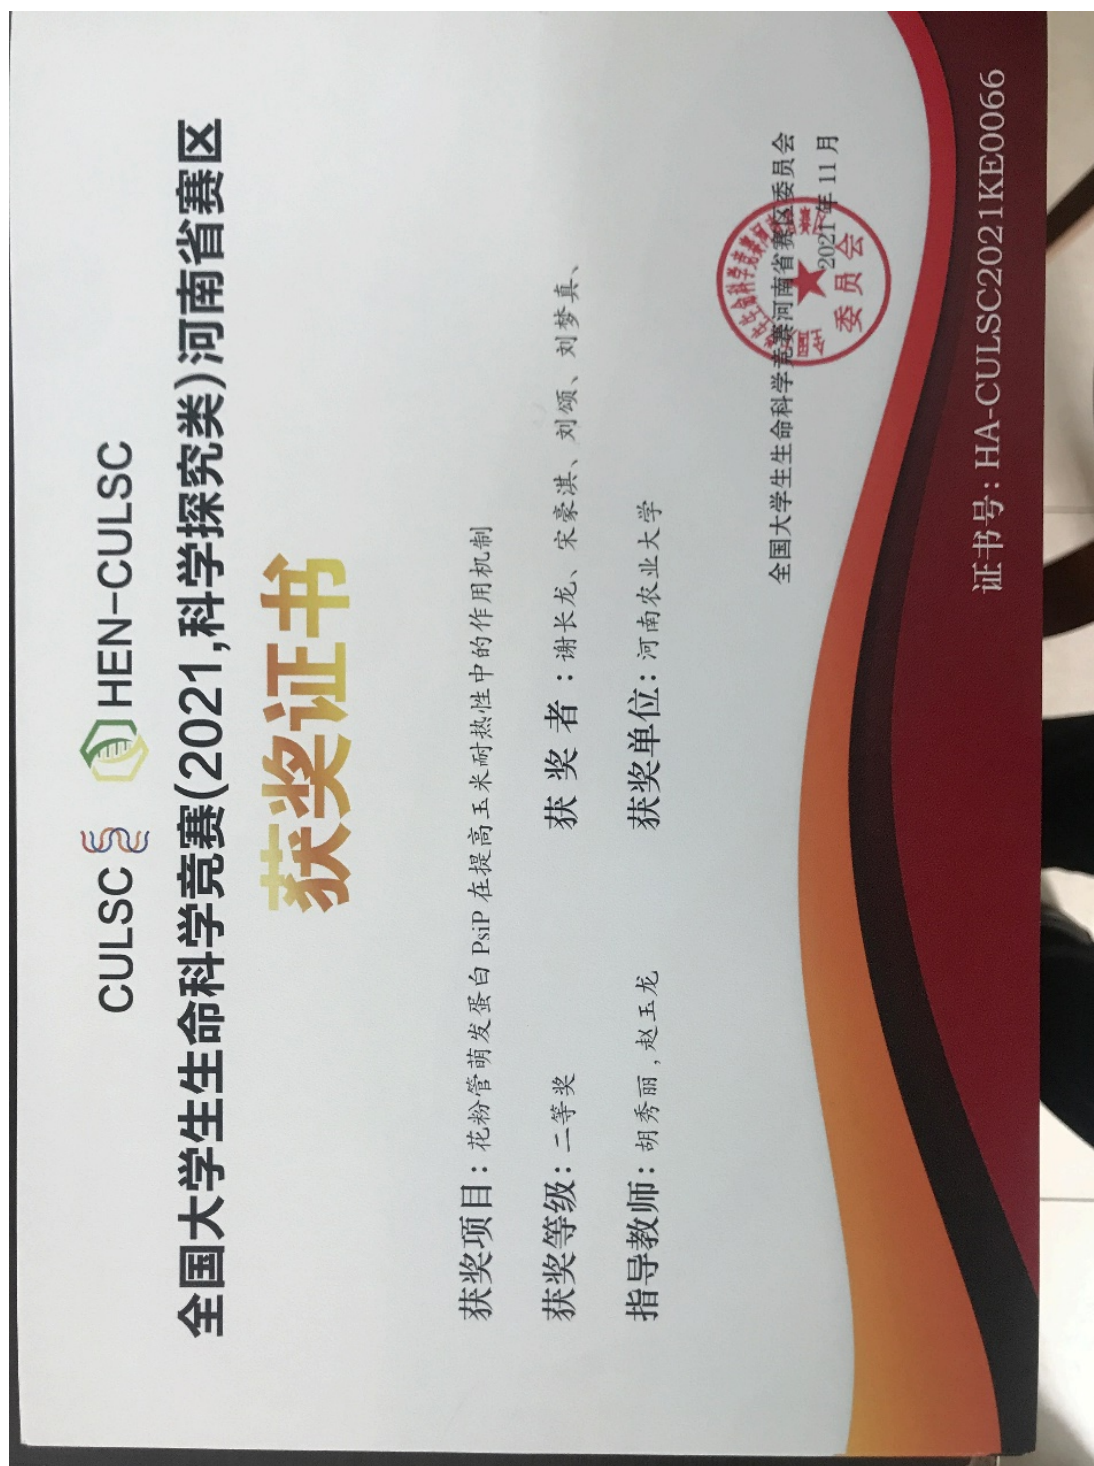 CULSC HEN-CULSC
全国大学生生命科学竞赛(2021,科学探究类)河南省赛区
获奖证书
获奖项目：花粉管萌发蛋白 PsiP 在提高玉米耐热性中的作用机制
获奖等级：二等奖 获 奖 者：谢长龙、宋豪淇、刘颂、刘梦真、
指导教师：胡秀丽,赵玉龙 获奖单位：河南农业大学
全国大学生生命科学竞赛河南省赛区委员会
2021年11月
委员会
证书号：HA-CULSC2021KE0066